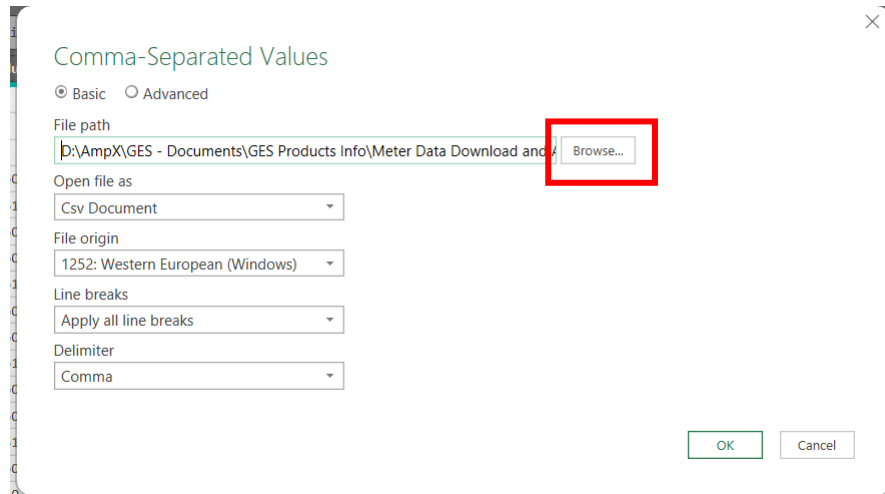 Comma-Separated Values
Basic Advanced
File path
D:\AmpX\GES - Documents\GES Products Info\Meter Data Download and Browse...
Open file as
Csv Document
File origin
1252: Western European (Windows)
Line breaks
Apply all line breaks
Delimiter
Comma
OK Cancel